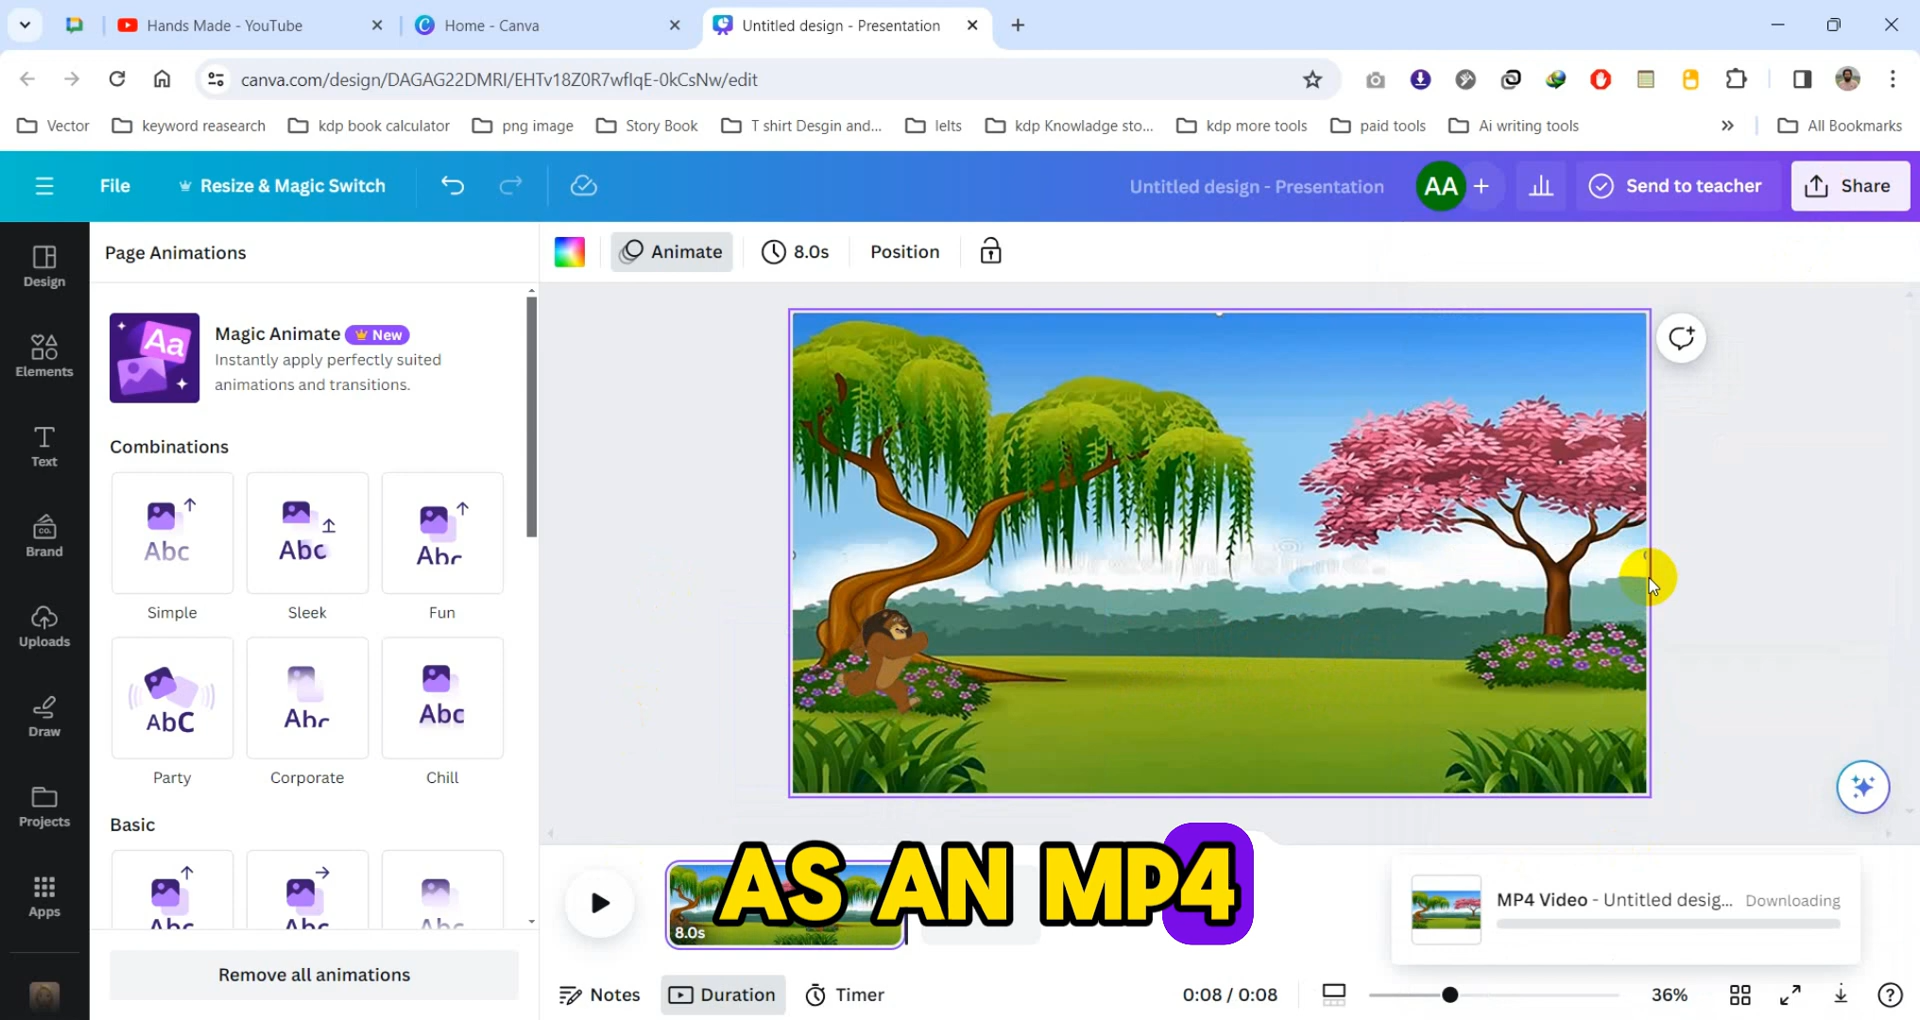 Hands Made - YouTube
Home - Canva
Untitled design - Presentation
canva.com/design/DAGAG22DMRI/EHTv18Z0R7wflqE-0kCsNw/edit
Vector
keyword reasearch
kdp book calculator
png image
Story Book
T shirt Desgin and...
Ielts
kdp Knowladge sto...
kdp more tools
paid tools
Ai writing tools
All Bookmarks
File
Resize & Magic Switch
Untitled design - Presentation
AA
Send to teacher
Share
Design
Elements
Text
Brand
Uploads
Draw
Projects
Apps
Page Animations
Animate
8.0s
Position
Aa
Magic Animate
New
Instantly apply perfectly suited
animations and transitions.
Combinations
Abc
Abc
Abc
Simple
Sleek
Fun
AbC
Abc
Abc
Party
Corporate
Chill
Basic
Abc
Abc
Abc
Remove all animations
AS AN MP4
8.0s
MP4 Video - Untitled desig...
Downloading
Notes
Duration
Timer
0:08 / 0:08
36%